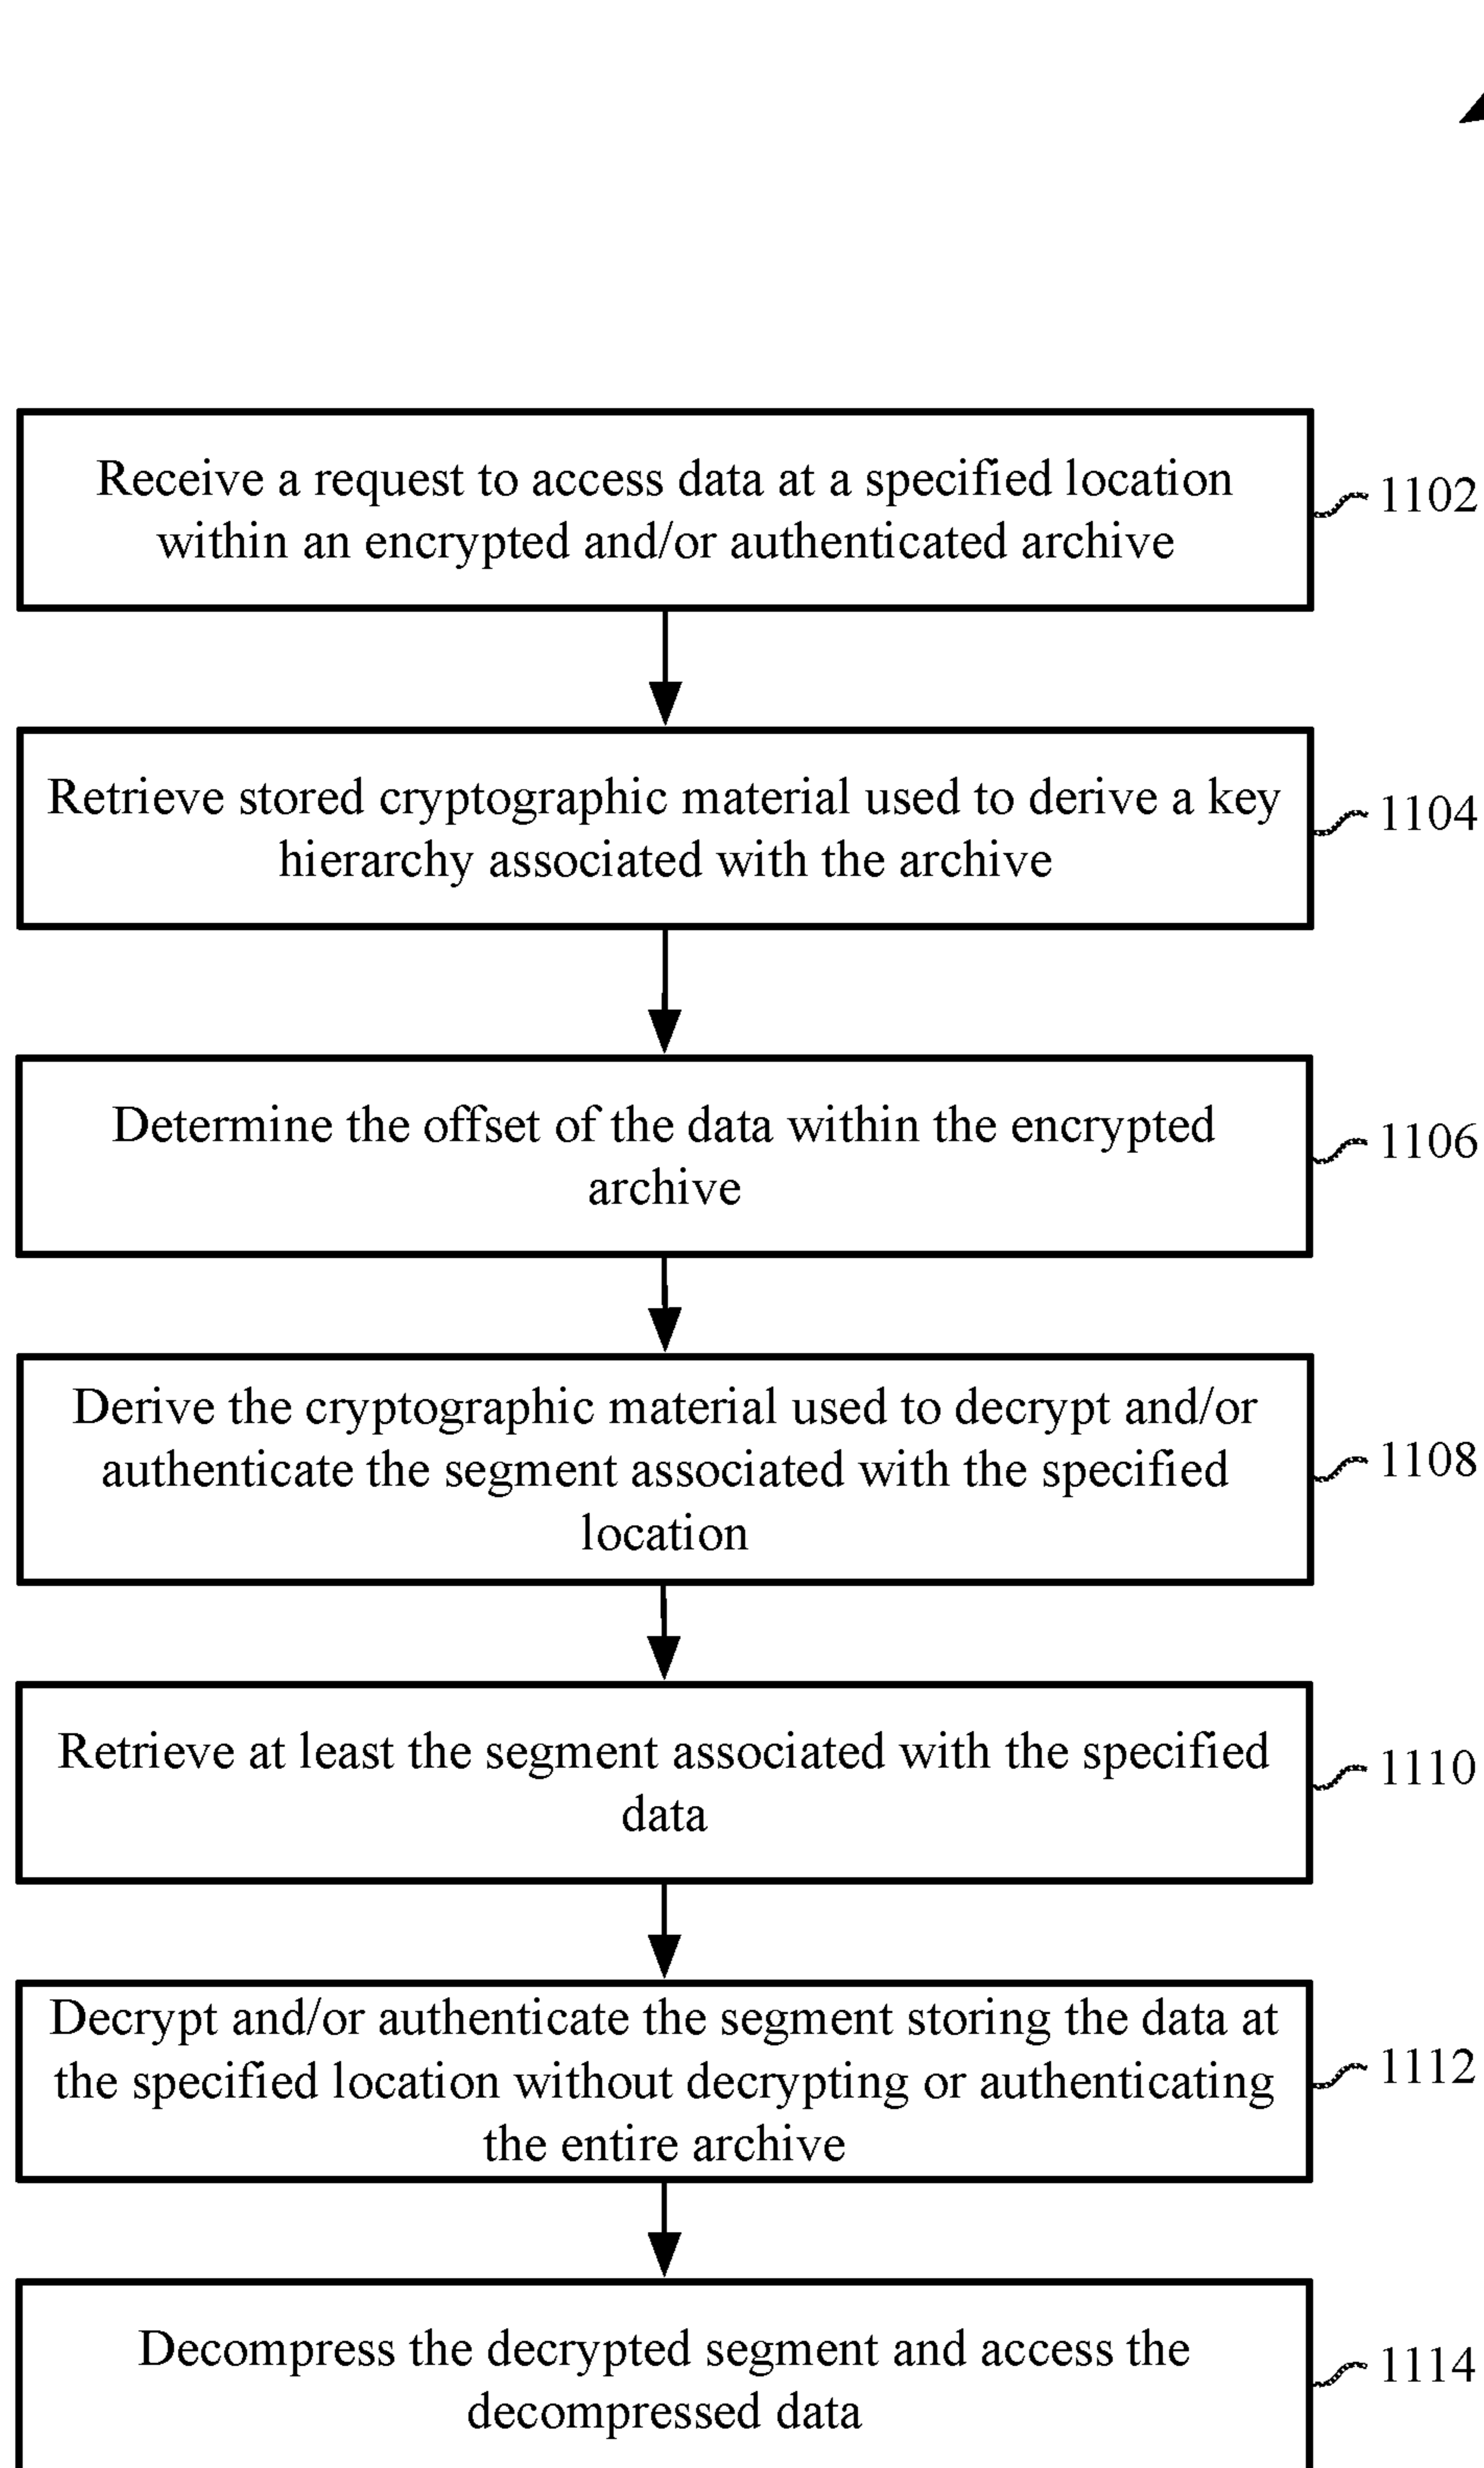 Receive a request to access data at a specified location
within an encrypted and/or authenticated archive
1102
Retrieve stored cryptographic material used to derive a key
hierarchy associated with the archive
1104
Determine the offset of the data within the encrypted
archive
1106
Derive the cryptographic material used to decrypt and/or
authenticate the segment associated with the specified
location
1108
Retrieve at least the segment associated with the specified
data
1110
Decrypt and/or authenticate the segment storing the data at
the specified location without decrypting or authenticating
the entire archive
1112
Decompress the decrypted segment and access the
decompressed data
1114